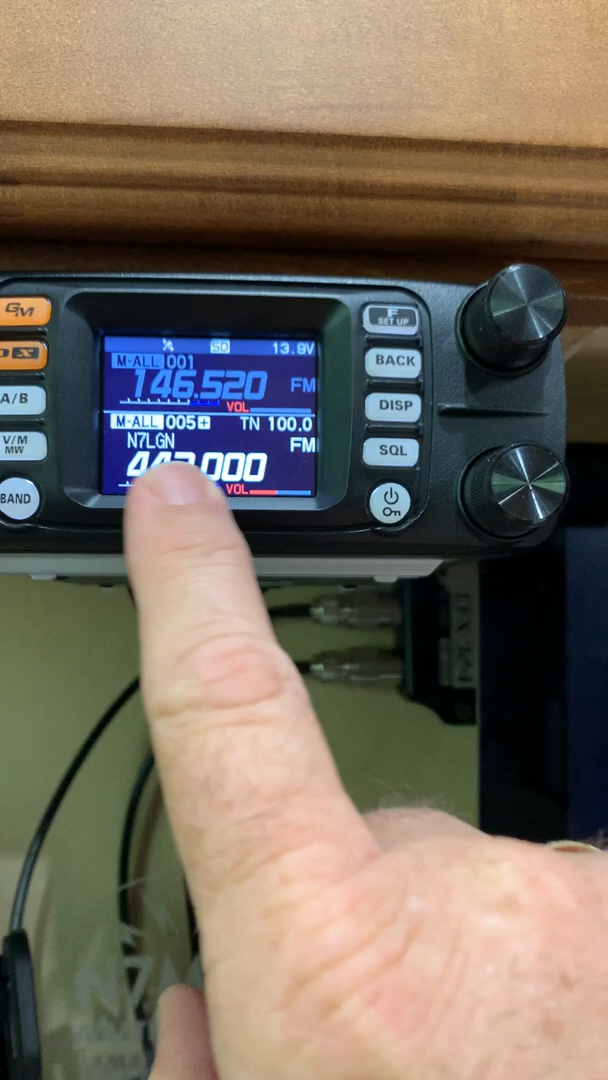 GM
F
SET UP
SD 13.9V
BACK
M-ALL 001
146.520 FM
VOL
A/B
DISP
M-ALL 005+ TN 100.0
N7LGN
FM
V/M
MW
SQL
VOL
BAND